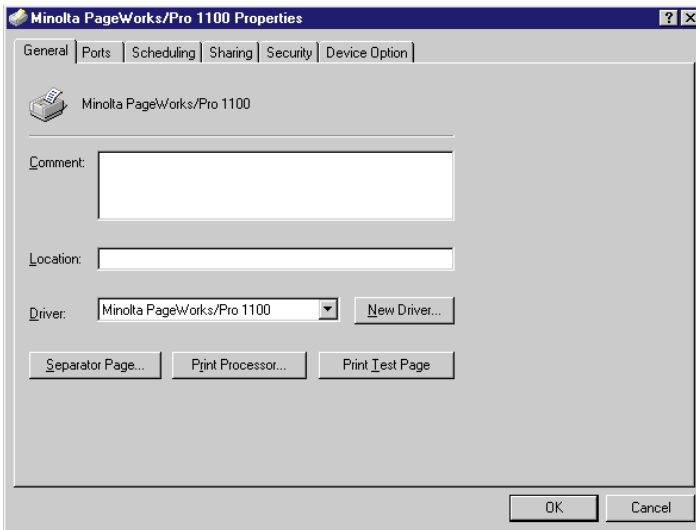 Minolta PageWorks/Pro 1100 Properties ? X
General Ports Scheduling Sharing Security Device Option
Minolta PageWorks/Pro 1100
Comment:
Location:
Driver: Minolta PageWorks/Pro 1100 New Driver...
Separator Page... Print Processor... Print Test Page
OK Cancel